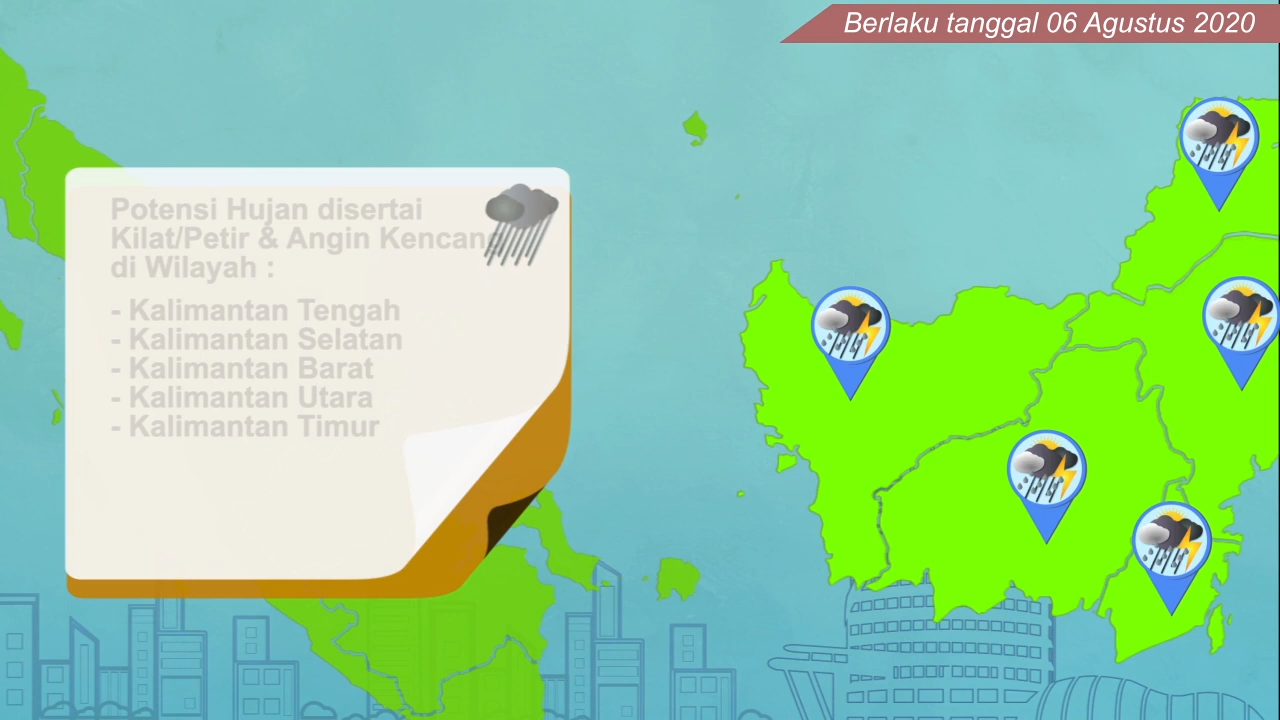 Berlaku tanggal 06 Agustus 2020
Potensi Hujan disertai
Kilat/Petir & Angin Kencang
di Wilayah :
- Kalimantan Tengah
- Kalimantan Selatan
- Kalimantan Barat
- Kalimantan Utara
- Kalimantan Timur